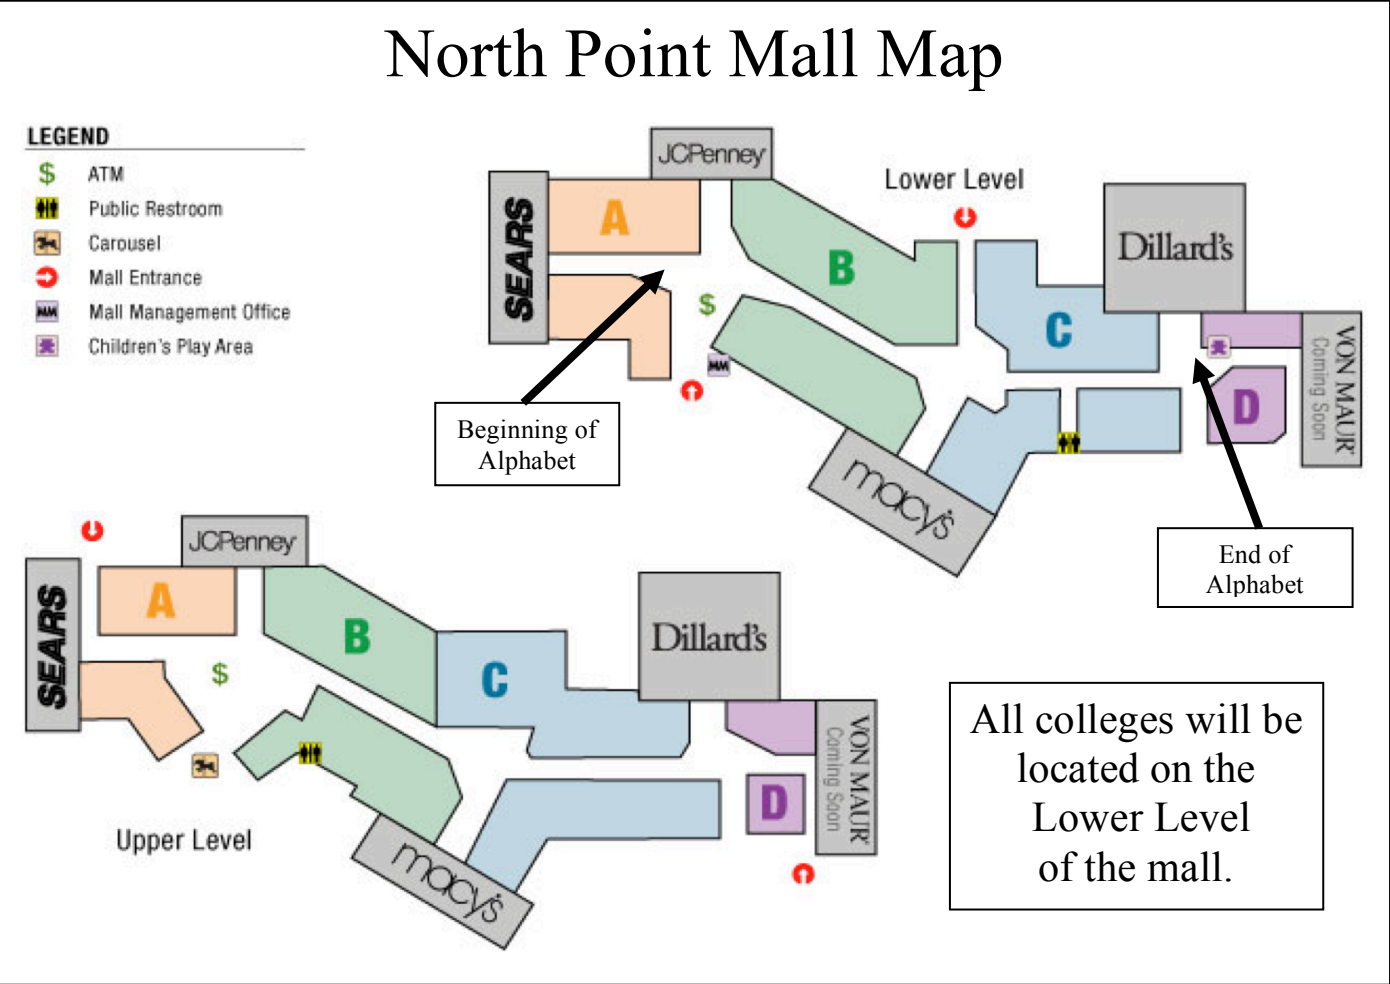 North Point Mall Map
LEGEND
$ ATM
Public Restroom
Carousel
Mall Entrance
MM Mall Management Office
Children's Play Area
Lower Level
JCPenney
SEARS
A
B
C
D
$
MM
Dillard's
VON MAUR
Coming Soon
macy's
Beginning of
Alphabet
End of
Alphabet
JCPenney
SEARS
A
B
C
D
$
Dillard's
VON MAUR
Coming Soon
macy's
Upper Level
All colleges will be
located on the
Lower Level
of the mall.